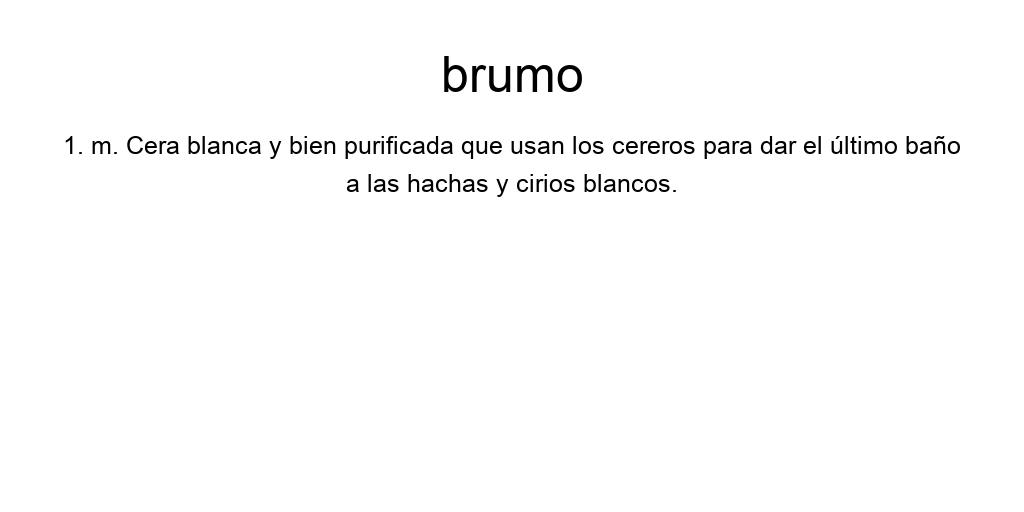 brumo
1. m. Cera blanca y bien purificada que usan los cereros para dar el último baño
a las hachas y cirios blancos.